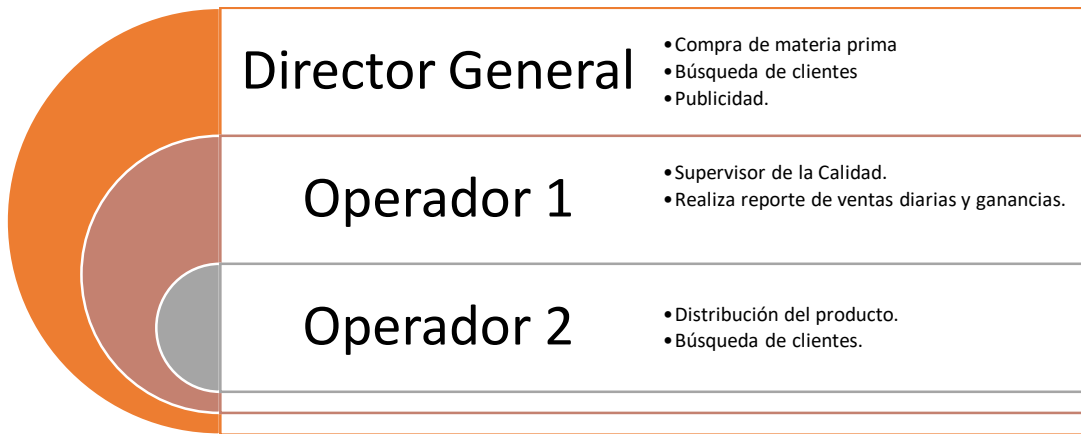 Director General
•Compra de materia prima
•Búsqueda de clientes
•Publicidad.
Operador 1
•Supervisor de la Calidad.
•Realiza reporte de ventas diarias y ganancias.
Operador 2
•Distribución del producto.
•Búsqueda de clientes.